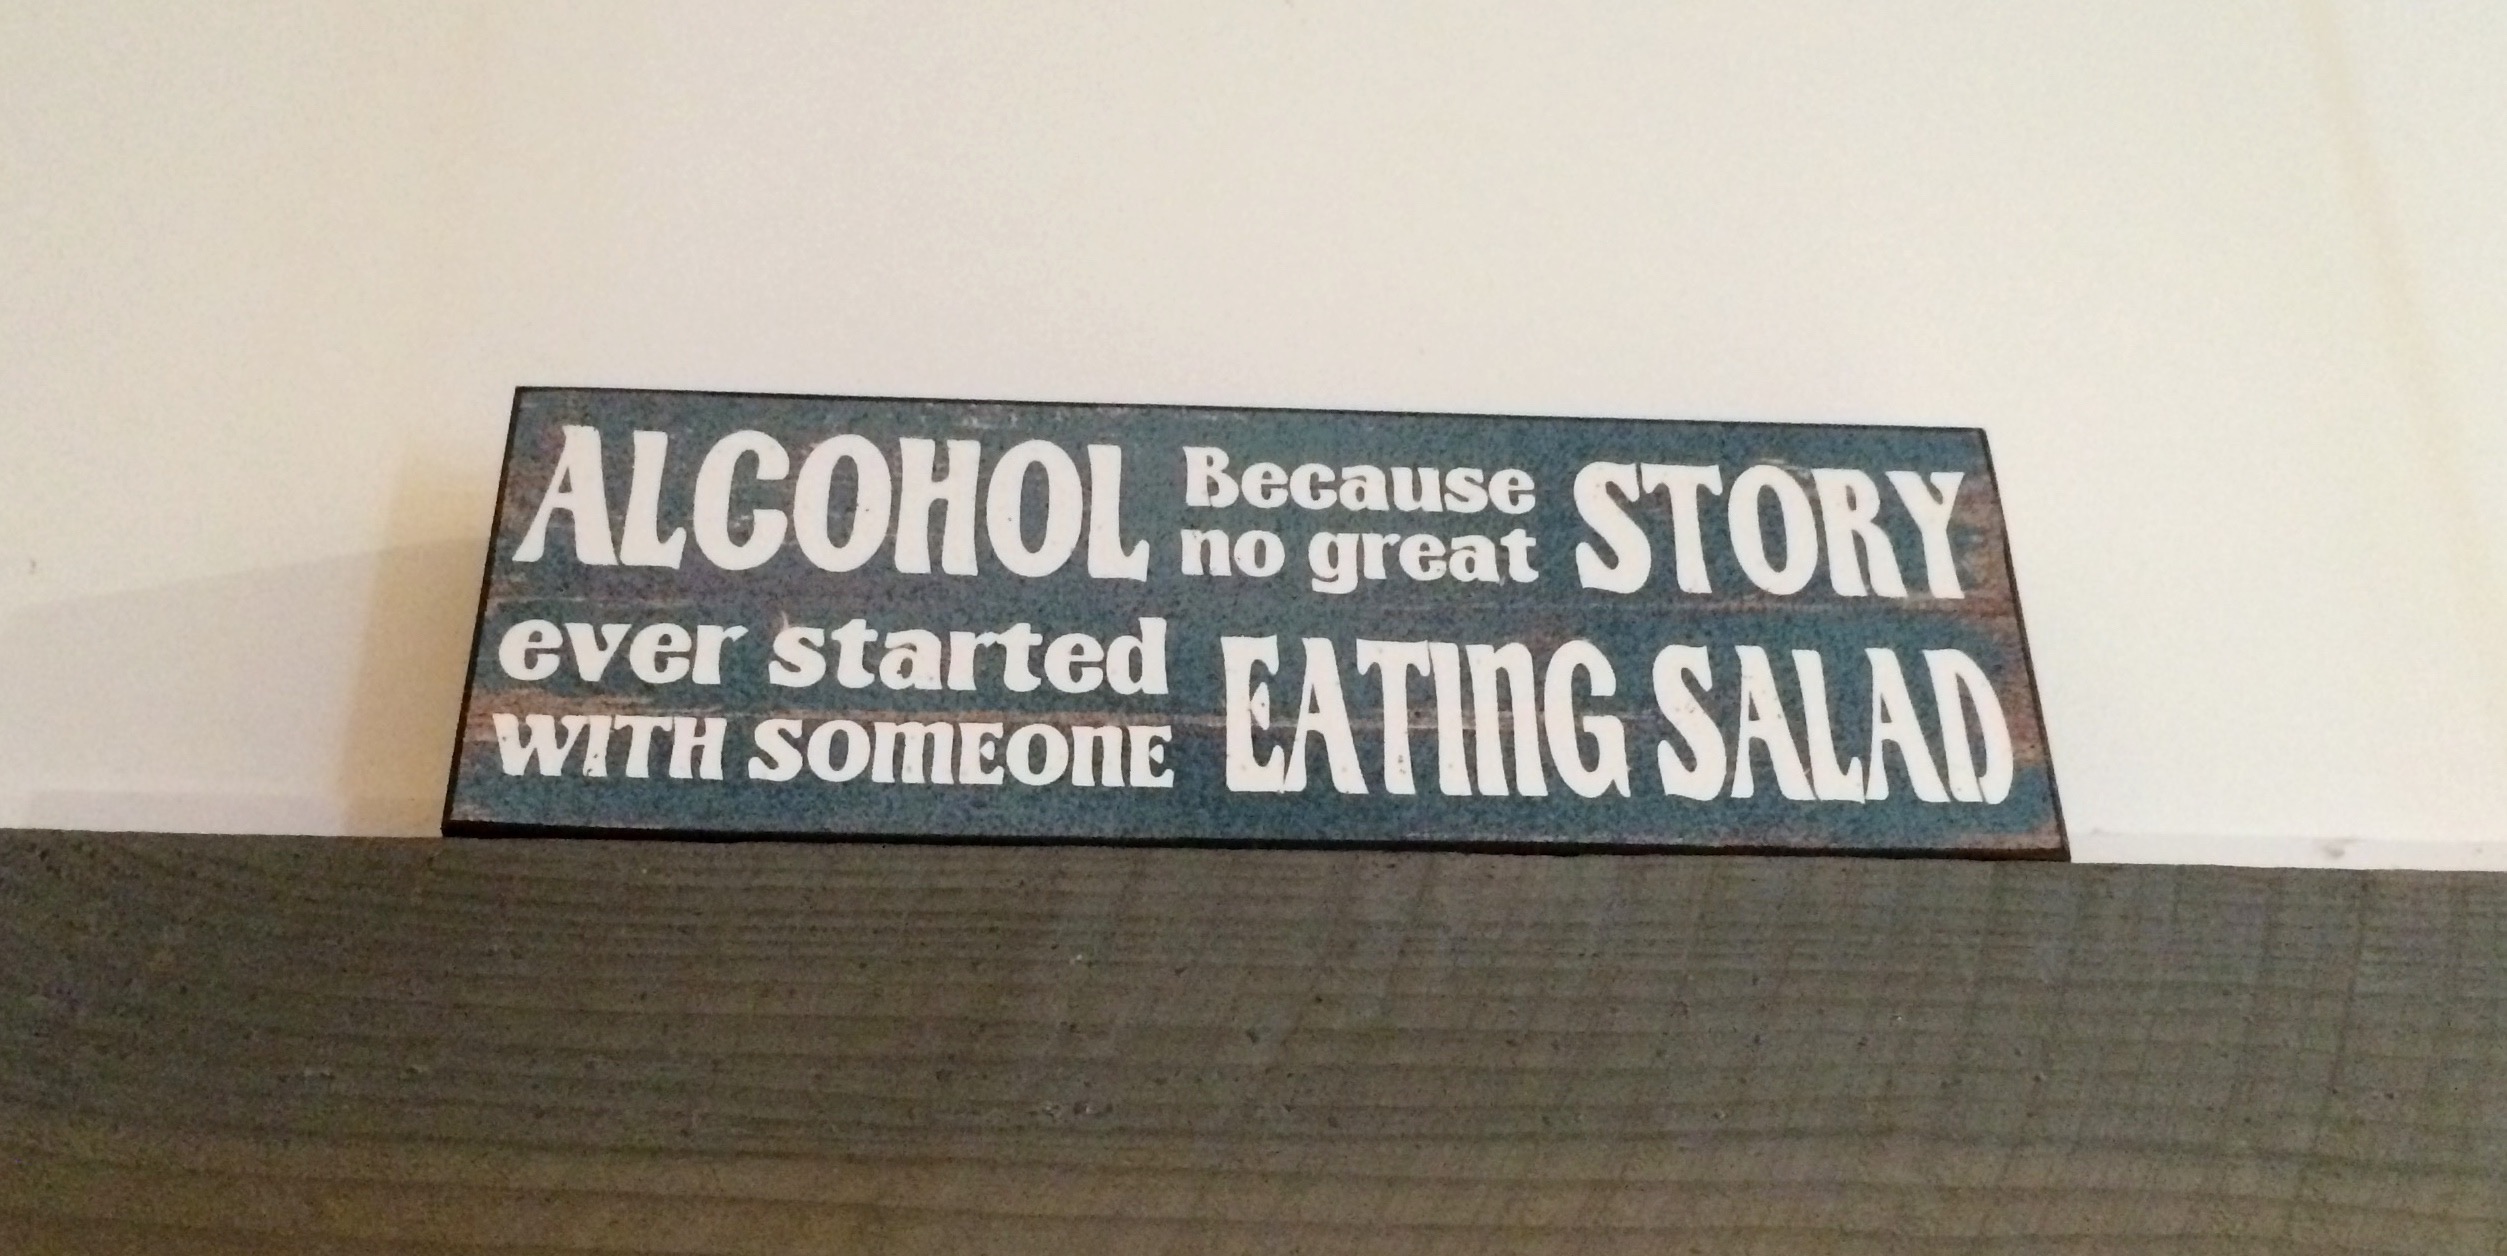 ALCOHOL Because no great STORY
ever started
WITH SOMEONE EATING SALAD